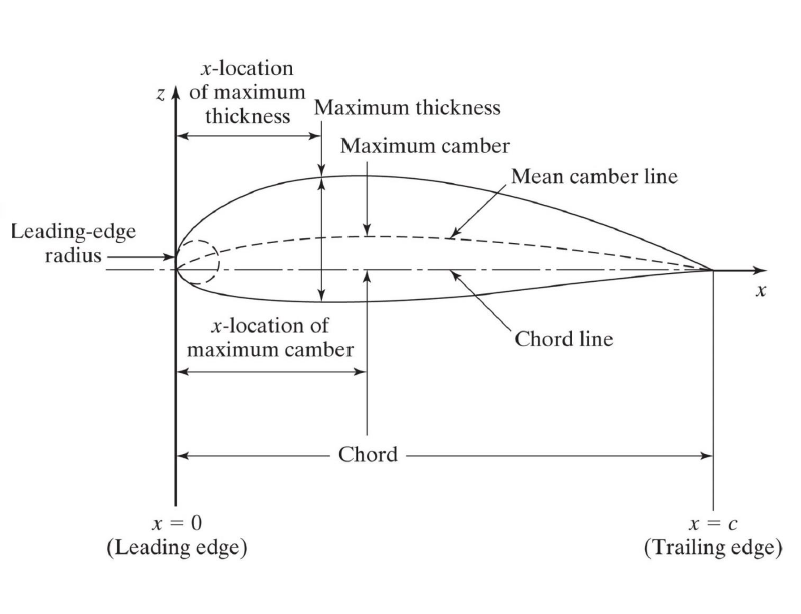 x-location
of maximum
thickness
z
Maximum thickness
Maximum camber
Mean camber line
Leading-edge
radius
x
x-location of
maximum camber
Chord line
Chord
x = 0
(Leading edge)
x = c
(Trailing edge)